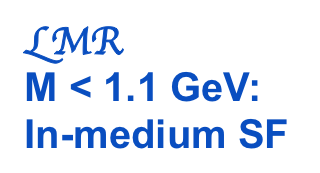 LMR
M < 1.1 GeV:
In-medium SF